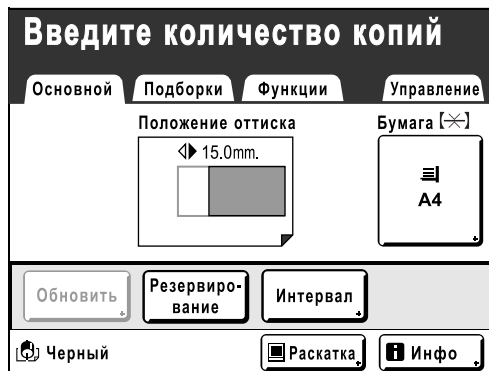 Введите количество копий
Основной Подборки Функции Управление
Положение оттиска
Бумага
15.0mm.
A4
Обновить
Резервиро-
вание
Интервал
Черный
Раскатка
Инфо